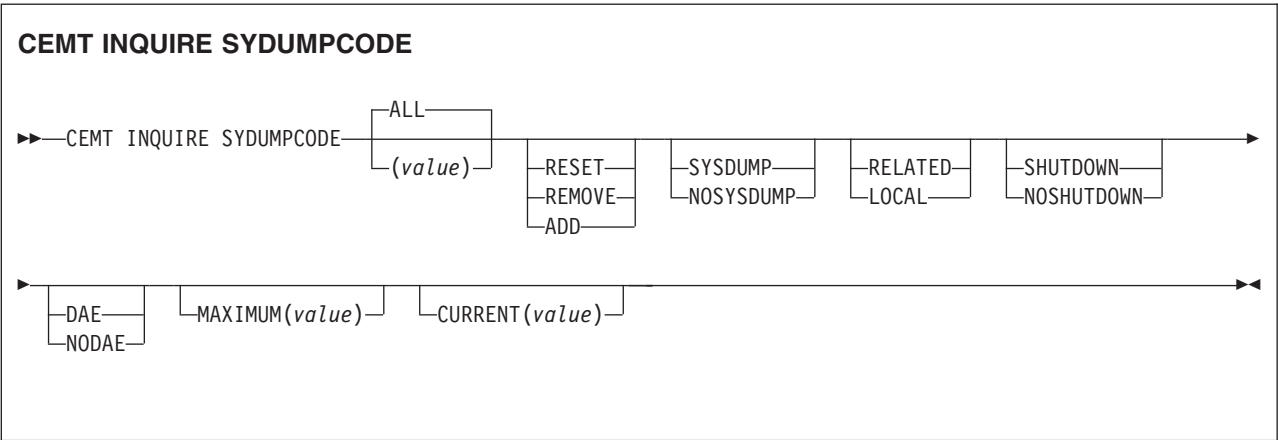 CEMT INQUIRE SYDUMPCODE
ALL
CEMT INQUIRE SYDUMPCODE
(value) RESET SYSDUMP RELATED SHUTDOWN
REMOVE NOSYSDUMP LOCAL NOSHUTDOWN
ADD
DAE MAXIMUM(value) CURRENT(value)
NODAE